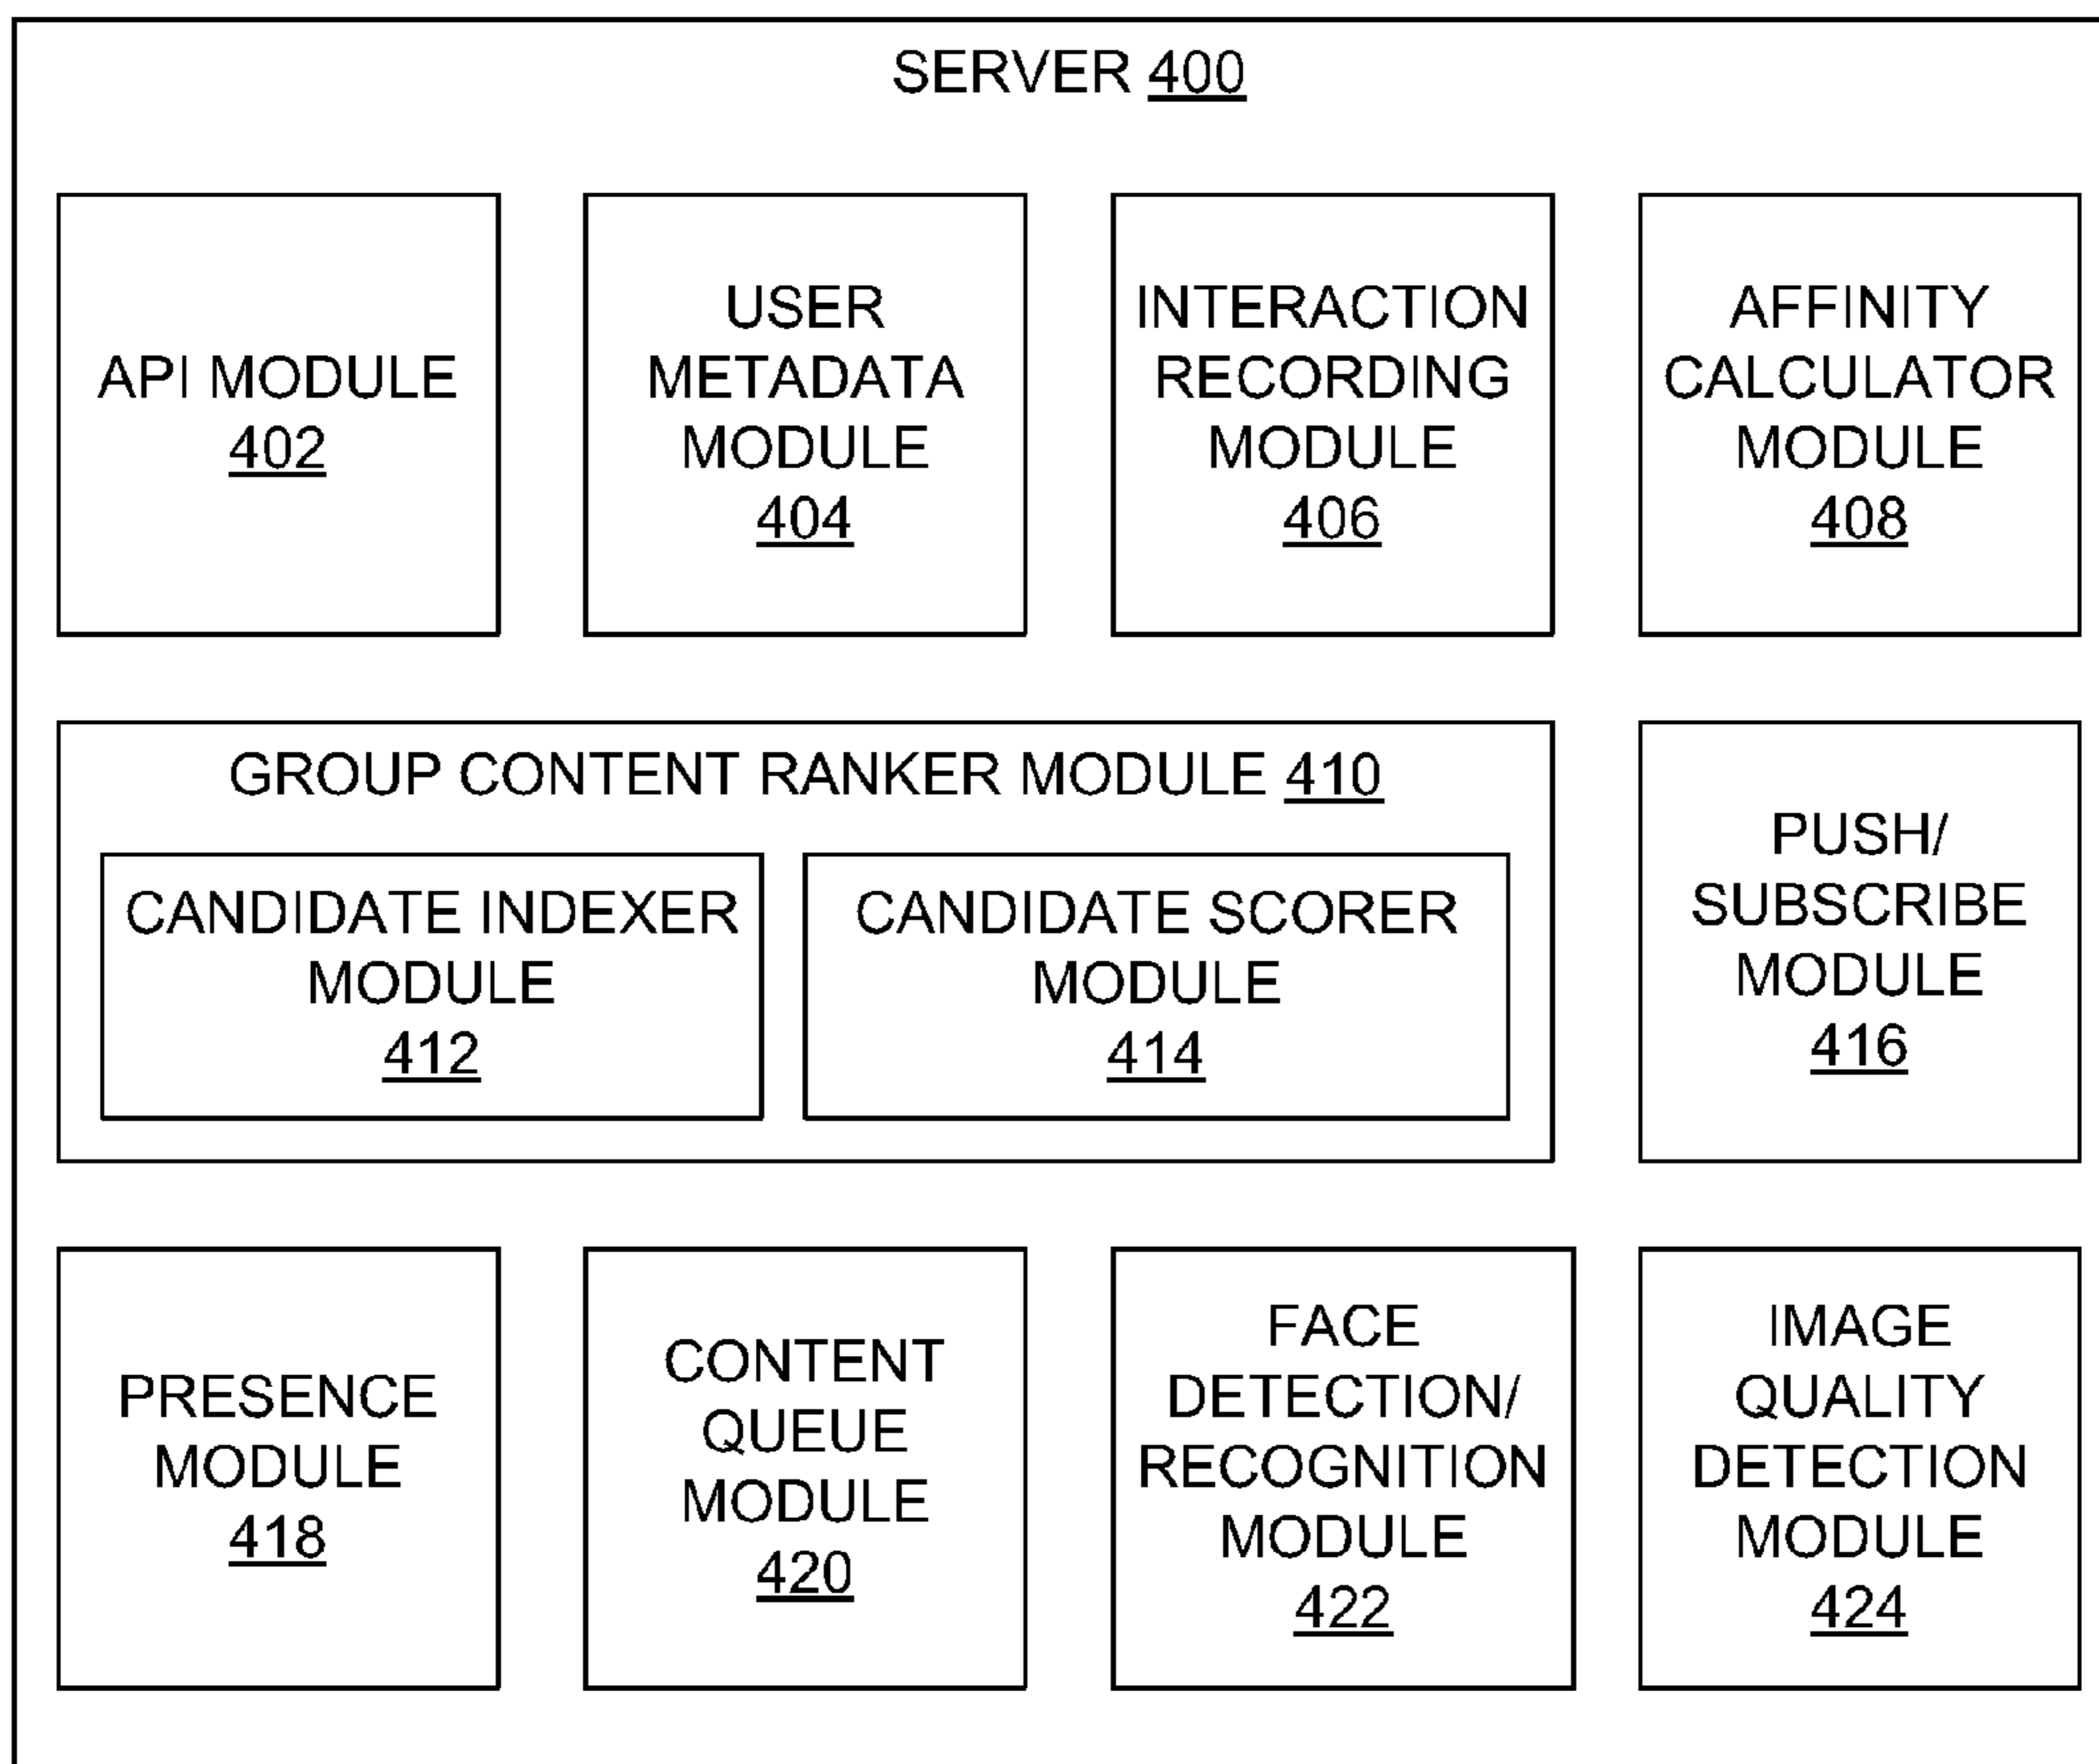 SERVER 400
API MODULE
402
USER
METADATA
MODULE
404
INTERACTION
RECORDING
MODULE
406
AFFINITY
CALCULATOR
MODULE
408
GROUP CONTENT RANKER MODULE 410
CANDIDATE INDEXER
MODULE
412
CANDIDATE SCORER
MODULE
414
PUSH/
SUBSCRIBE
MODULE
416
PRESENCE
MODULE
418
CONTENT
QUEUE
MODULE
420
FACE
DETECTION/
RECOGNITION
MODULE
422
IMAGE
QUALITY
DETECTION
MODULE
424